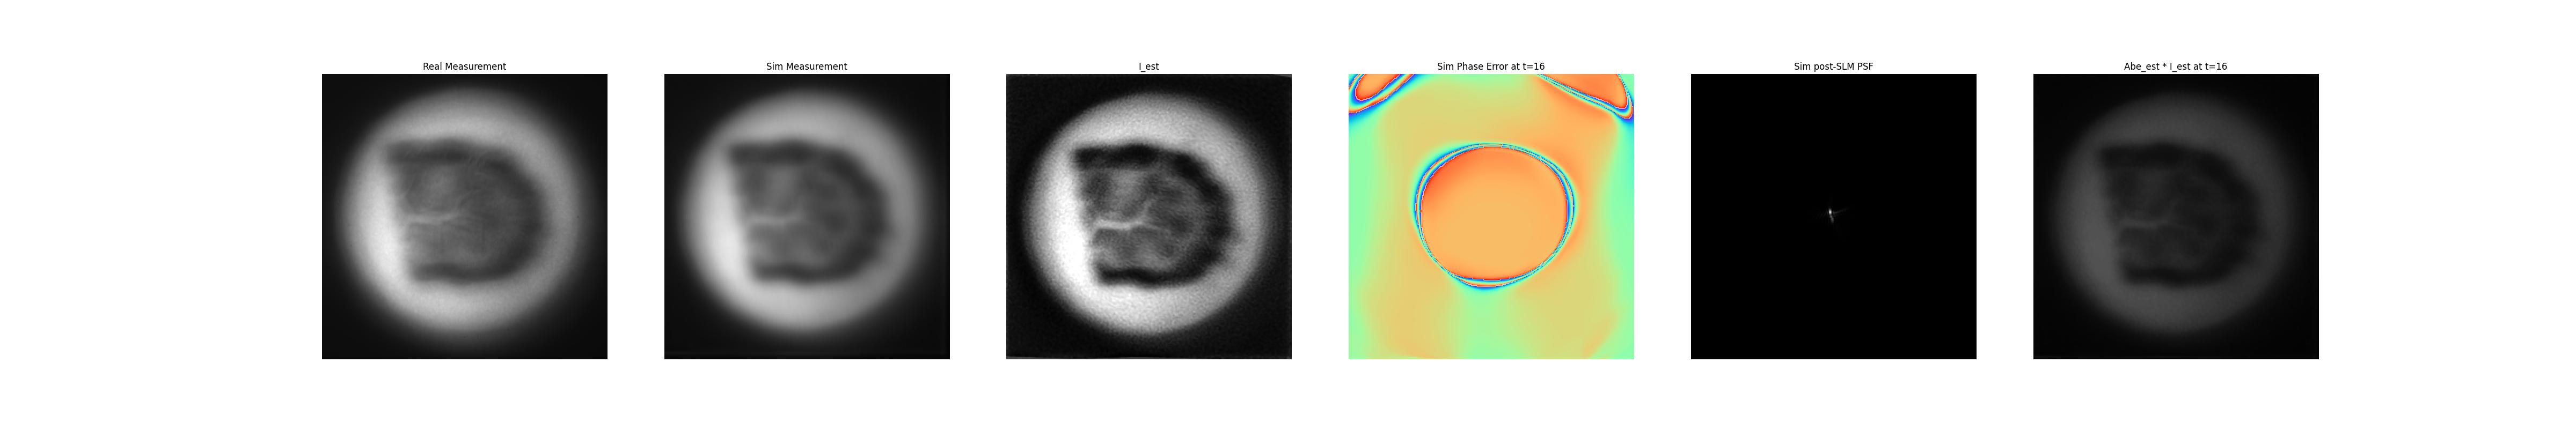 Real Measurement
Sim Measurement
I_est
Sim Phase Error at t=16
Sim post-SLM PSF
Abe_est * I_est at t=16